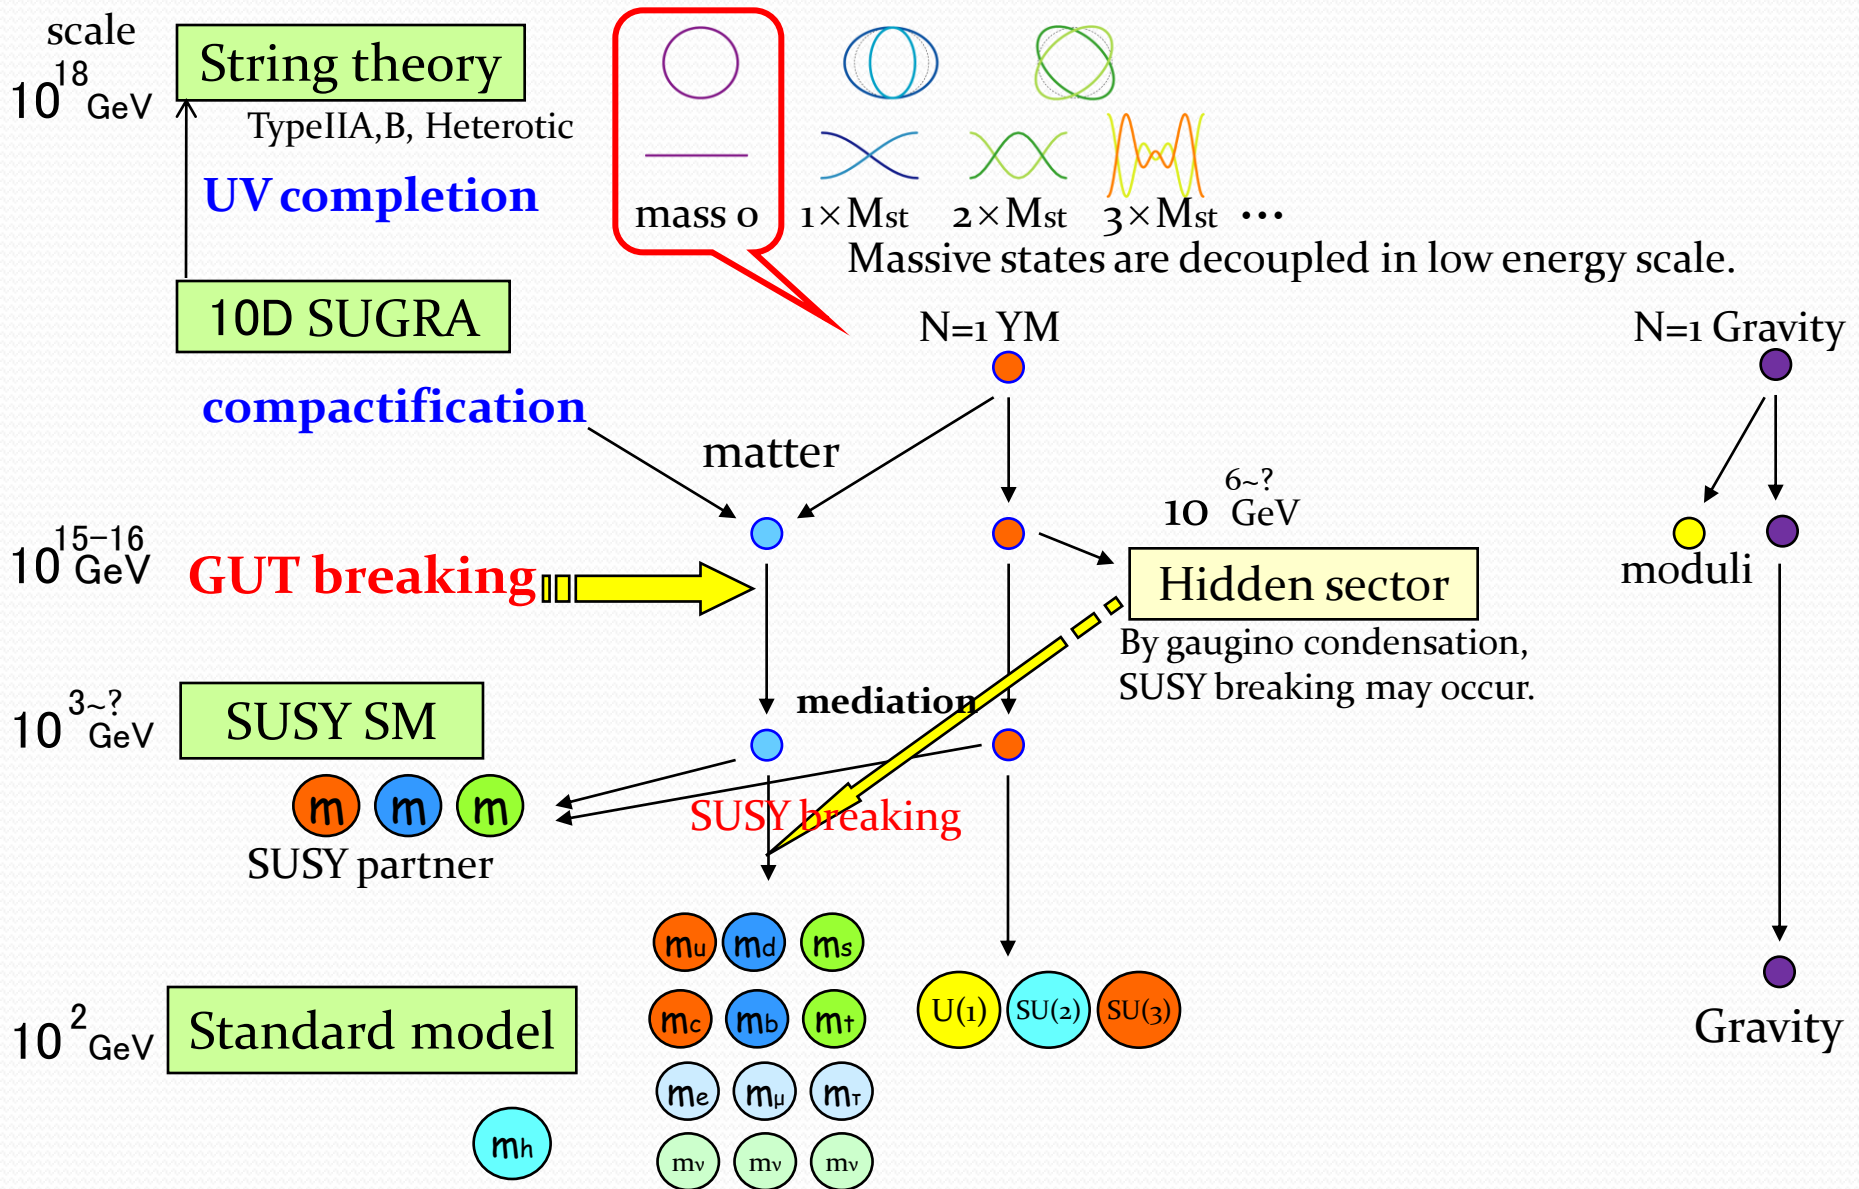 scale
10^18 GeV
String theory
TypeIIA,B, Heterotic
UV completion
mass 0
1×Mst
2×Mst
3×Mst …
Massive states are decoupled in low energy scale.
10D SUGRA
N=1 YM
N=1 Gravity
compactification
matter
10^6~? GeV
10^15-16 GeV
GUT breaking
Hidden sector
moduli
By gaugino condensation,
SUSY breaking may occur.
10^3~? GeV
SUSY SM
mediation
m m m
SUSY breaking
SUSY partner
mu md ms
mc mb mt
U(1) SU(2) SU(3)
10^2 GeV
Standard model
Gravity
me mμ mτ
mh
mν mν mν